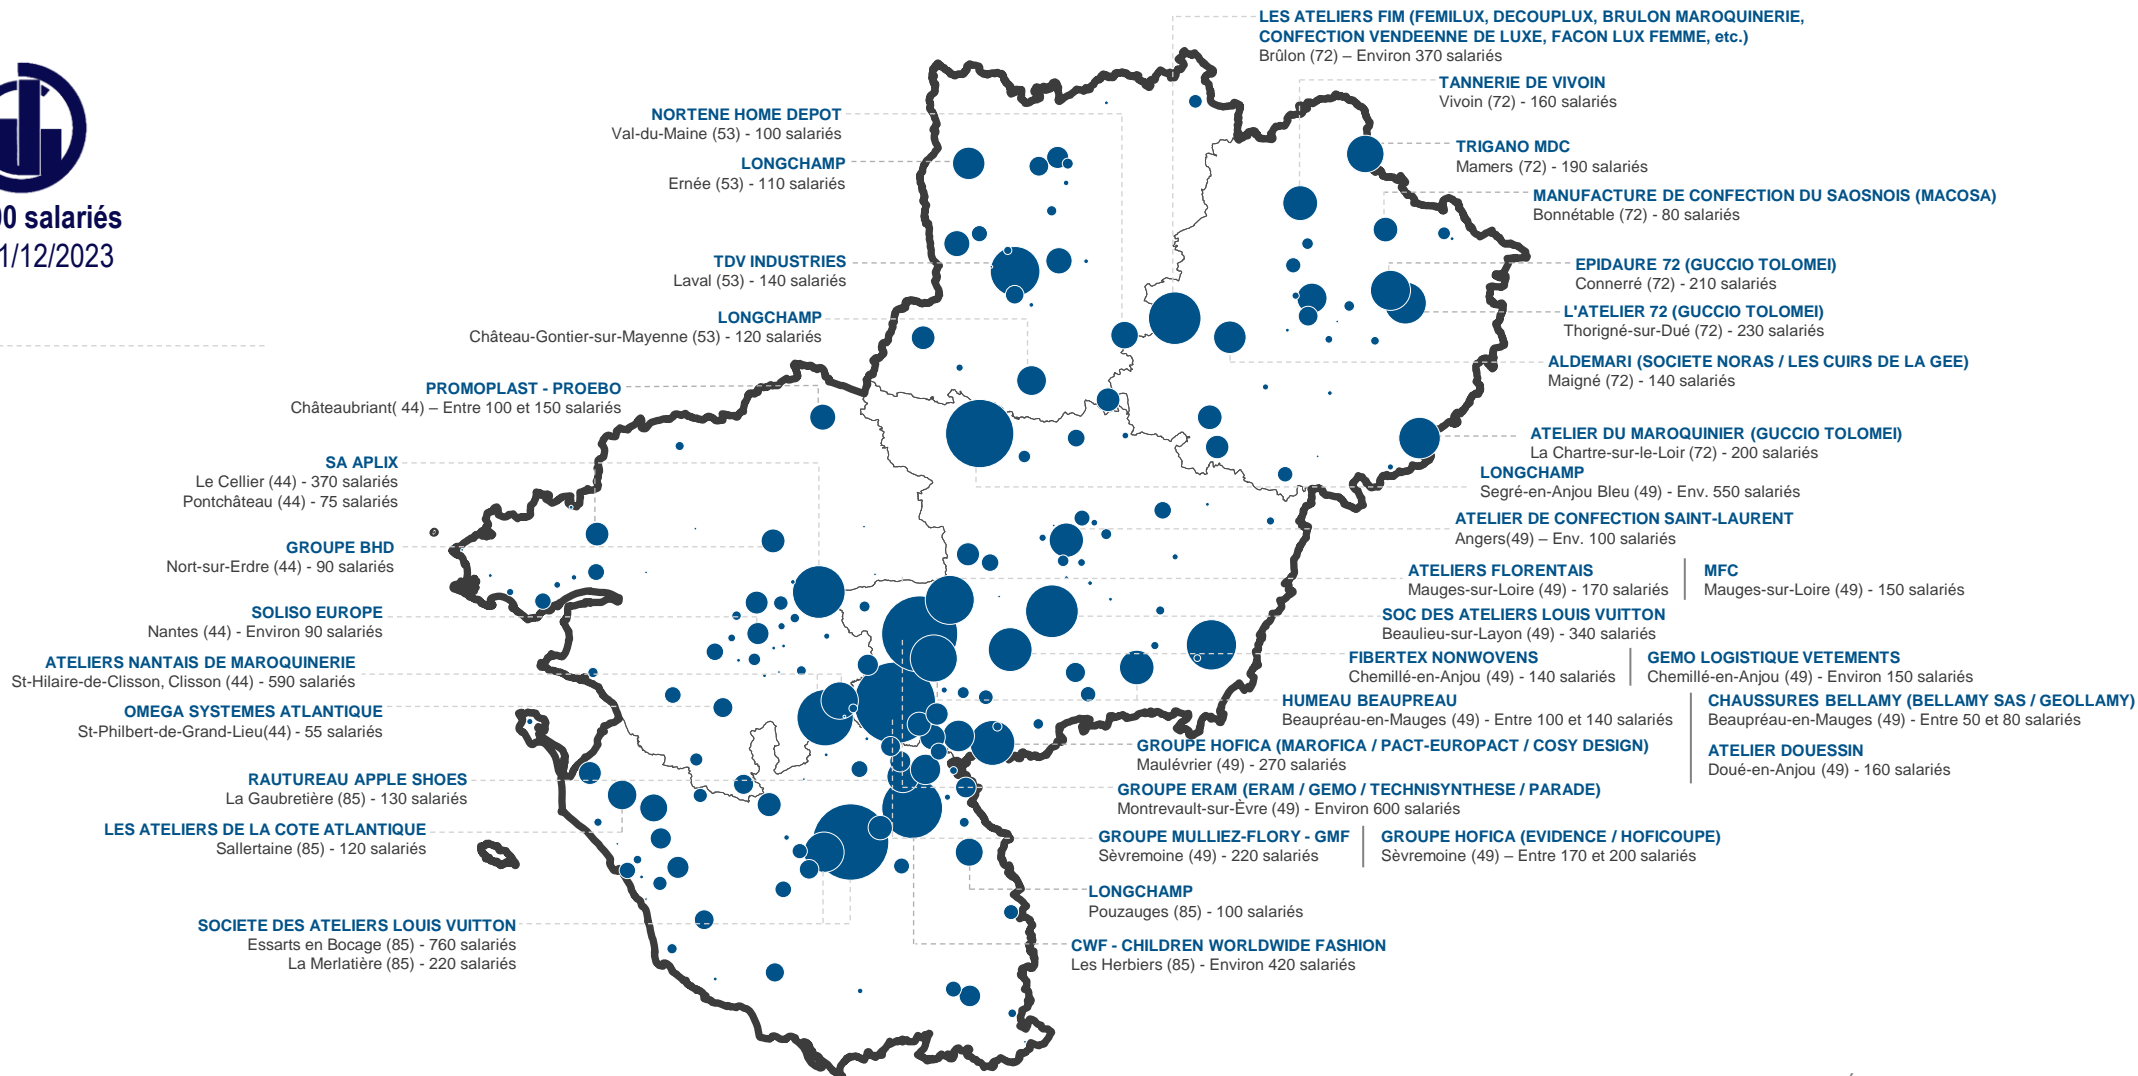 salariés
/12/2023
LES ATELIERS FIM (FEMILUX, DECOUPLUX, BRULON MAROQUINERIE,
CONFECTION VENDEENNE DE LUXE, FACON LUX FEMME, etc.)
Brûlon (72) – Environ 370 salariés
TANNERIE DE VIVOIN
Vivoin (72) - 160 salariés
TRIGANO MDC
Mamers (72) - 190 salariés
MANUFACTURE DE CONFECTION DU SAOSNOIS (MACOSA)
Bonnétable (72) - 80 salariés
EPIDAURE 72 (GUCCIO TOLOMEI)
Connerré (72) - 210 salariés
L'ATELIER 72 (GUCCIO TOLOMEI)
Thorigné-sur-Dué (72) - 230 salariés
ALDEMARI (SOCIETE NORAS / LES CUIRS DE LA GEE)
Maigné (72) - 140 salariés
ATELIER DU MAROQUINIER (GUCCIO TOLOMEI)
La Chartre-sur-le-Loir (72) - 200 salariés
LONGCHAMP
Segré-en-Anjou Bleu (49) - Env. 550 salariés
ATELIER DE CONFECTION SAINT-LAURENT
Angers(49) – Env. 100 salariés
ATELIERS FLORENTAIS
Mauges-sur-Loire (49) - 170 salariés
MFC
Mauges-sur-Loire (49) - 150 salariés
SOC DES ATELIERS LOUIS VUITTON
Beaulieu-sur-Layon (49) - 340 salariés
FIBERTEX NONWOVENS
Chemillé-en-Anjou (49) - 140 salariés
GEMO LOGISTIQUE VETEMENTS
Chemillé-en-Anjou (49) - Environ 150 salariés
HUMEAU BEAUPREAU
Beaupréau-en-Mauges (49) - Entre 100 et 140 salariés
CHAUSSURES BELLAMY (BELLAMY SAS / GEOLLAMY)
Beaupréau-en-Mauges (49) - Entre 50 et 80 salariés
ATELIER DOUESSIN
Doué-en-Anjou (49) - 160 salariés
GROUPE HOFICA (MAROFICA / PACT-EUROPACT / COSY DESIGN)
Maulévrier (49) - 270 salariés
GROUPE ERAM (ERAM / GEMO / TECHNISYNTHESE / PARADE)
Montrevault-sur-Èvre (49) - Environ 600 salariés
GROUPE MULLIEZ-FLORY - GMF
Sèvremoine (49) - 220 salariés
GROUPE HOFICA (EVIDENCE / HOFICOUPE)
Sèvremoine (49) – Entre 170 et 200 salariés
LONGCHAMP
Pouzauges (85) - 100 salariés
CWF - CHILDREN WORLDWIDE FASHION
Les Herbiers (85) - Environ 420 salariés
NORTENE HOME DEPOT
Val-du-Maine (53) - 100 salariés
LONGCHAMP
Ernée (53) - 110 salariés
TDV INDUSTRIES
Laval (53) - 140 salariés
LONGCHAMP
Château-Gontier-sur-Mayenne (53) - 120 salariés
PROMOPLAST - PROEBO
Châteaubriant( 44) – Entre 100 et 150 salariés
SA APLIX
Le Cellier (44) - 370 salariés
Pontchâteau (44) - 75 salariés
GROUPE BHD
Nort-sur-Erdre (44) - 90 salariés
SOLISO EUROPE
Nantes (44) - Environ 90 salariés
ATELIERS NANTAIS DE MAROQUINERIE
St-Hilaire-de-Clisson, Clisson (44) - 590 salariés
OMEGA SYSTEMES ATLANTIQUE
St-Philbert-de-Grand-Lieu(44) - 55 salariés
RAUTUREAU APPLE SHOES
La Gaubretière (85) - 130 salariés
LES ATELIERS DE LA COTE ATLANTIQUE
Sallertaine (85) - 120 salariés
SOCIETE DES ATELIERS LOUIS VUITTON
Essarts en Bocage (85) - 760 salariés
La Merlatière (85) - 220 salariés